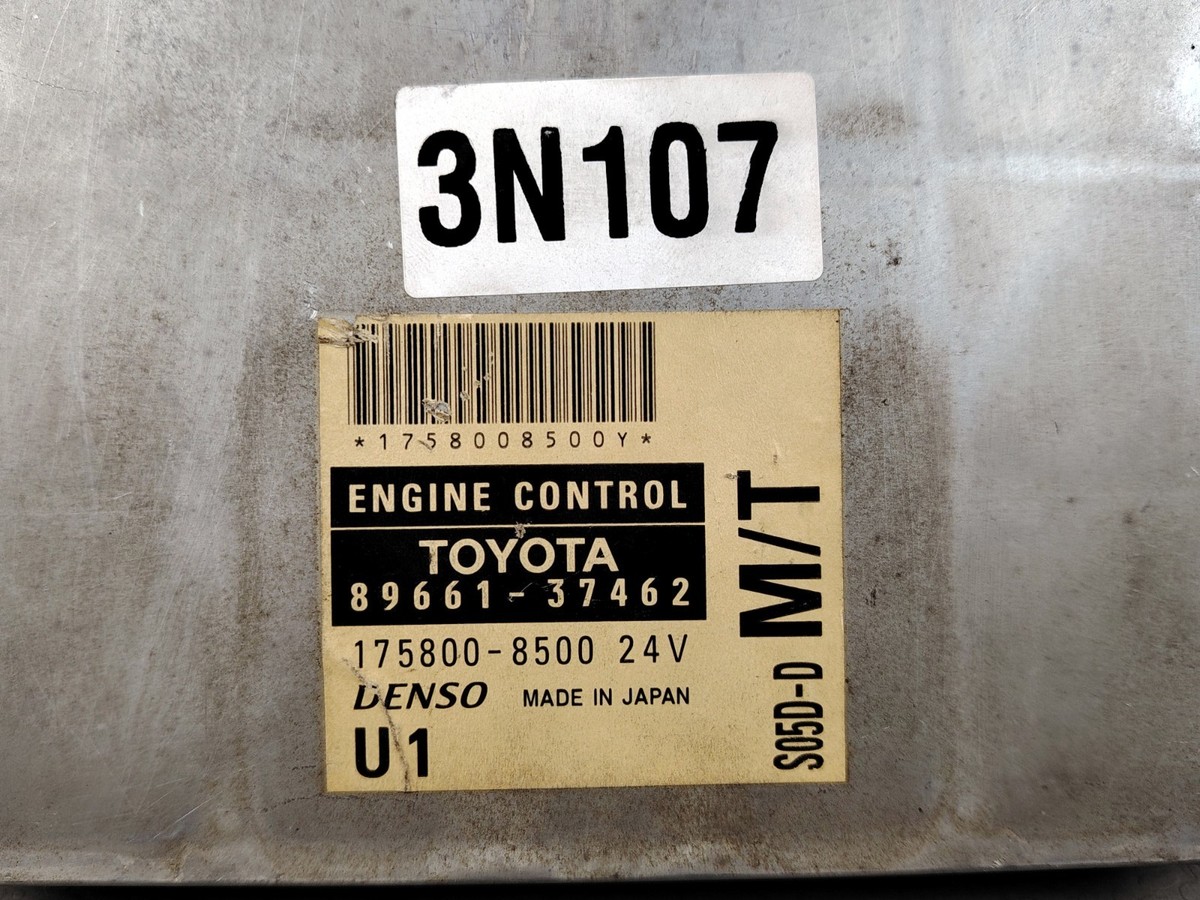 3N107
*1758008500Y*
ENGINE CONTROL
TOYOTA
89661-37462
175800-8500 24V
DENSO MADE IN JAPAN
U1
S05D-D M/T